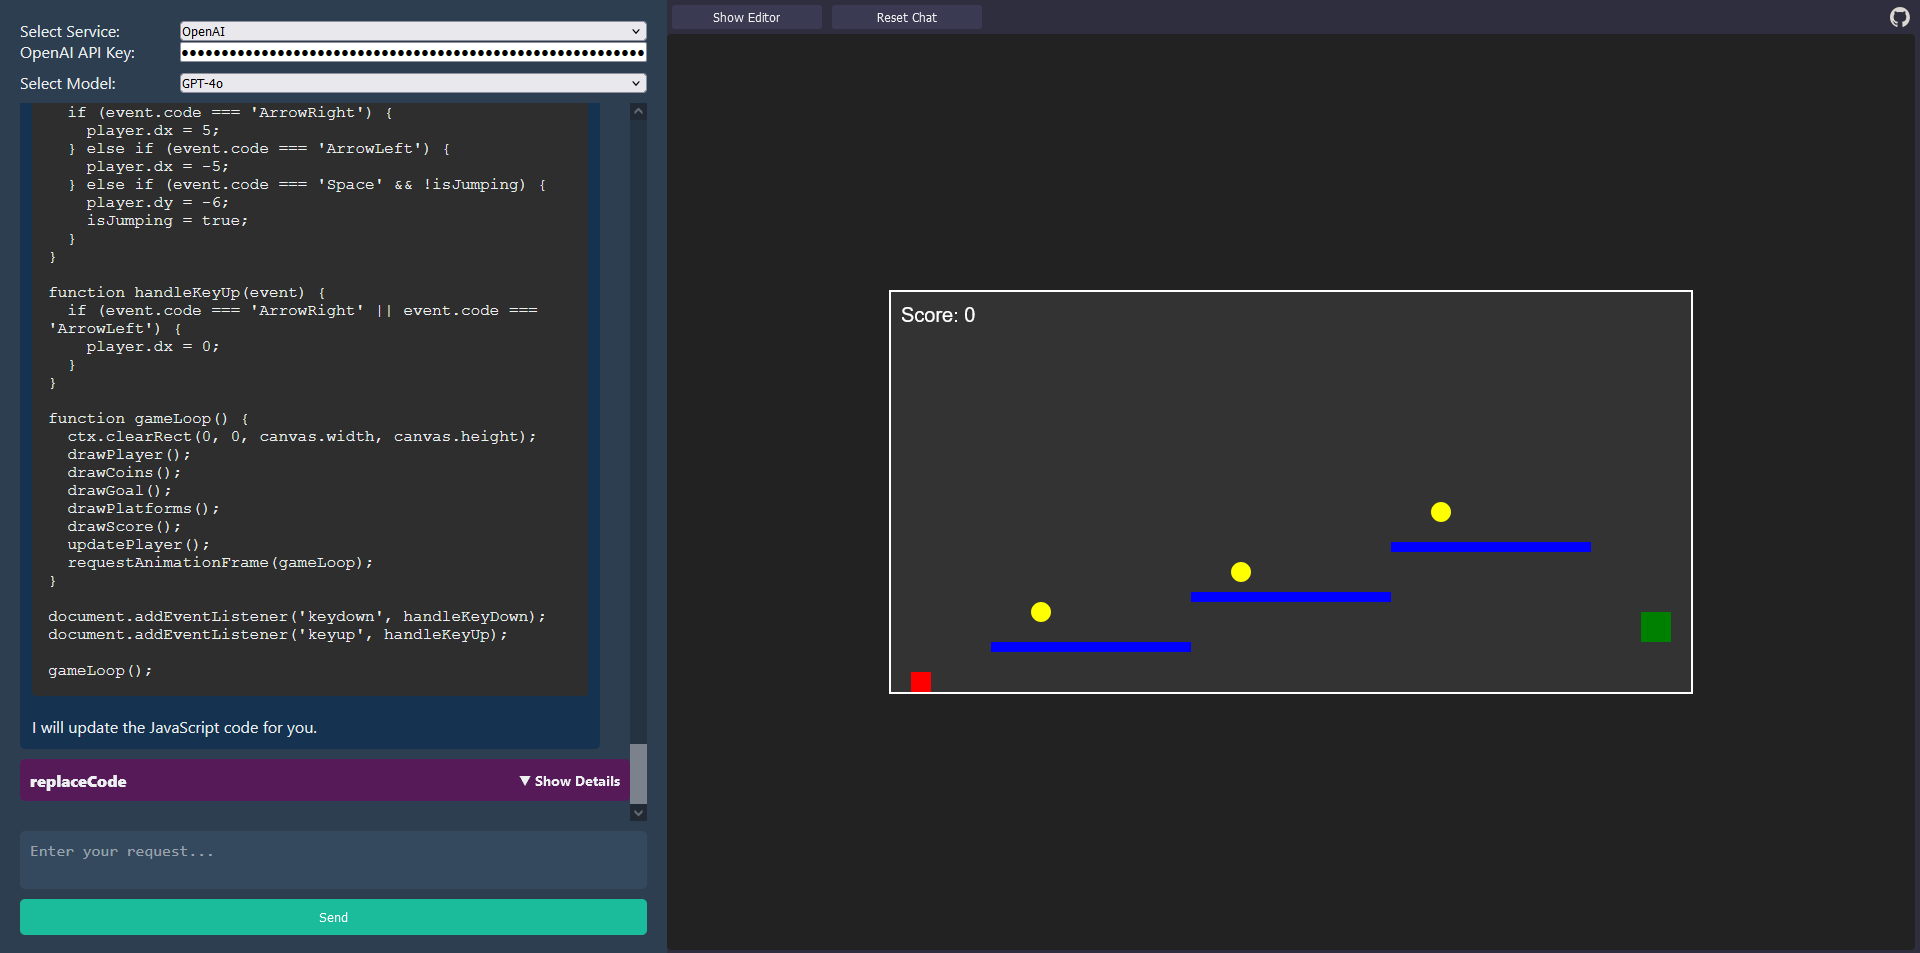 Select Service:
OpenAI
OpenAI API Key:
Select Model:
GPT-4o
if (event.code === 'ArrowRight') {
player.dx = 5;
} else if (event.code === 'ArrowLeft') {
player.dx = -5;
} else if (event.code === 'Space' && !isJumping) {
player.dy = -6;
isJumping = true;
}
}
function handleKeyUp(event) {
if (event.code === 'ArrowRight' || event.code ===
'ArrowLeft') {
player.dx = 0;
}
}
function gameLoop() {
ctx.clearRect(0, 0, canvas.width, canvas.height);
drawPlayer();
drawCoins();
drawGoal();
drawPlatforms();
drawScore();
updatePlayer();
requestAnimationFrame(gameLoop);
}
document.addEventListener('keydown', handleKeyDown);
document.addEventListener('keyup', handleKeyUp);
gameLoop();
I will update the JavaScript code for you.
replaceCode
▼ Show Details
Enter your request...
Send
Show Editor
Reset Chat
Score: 0